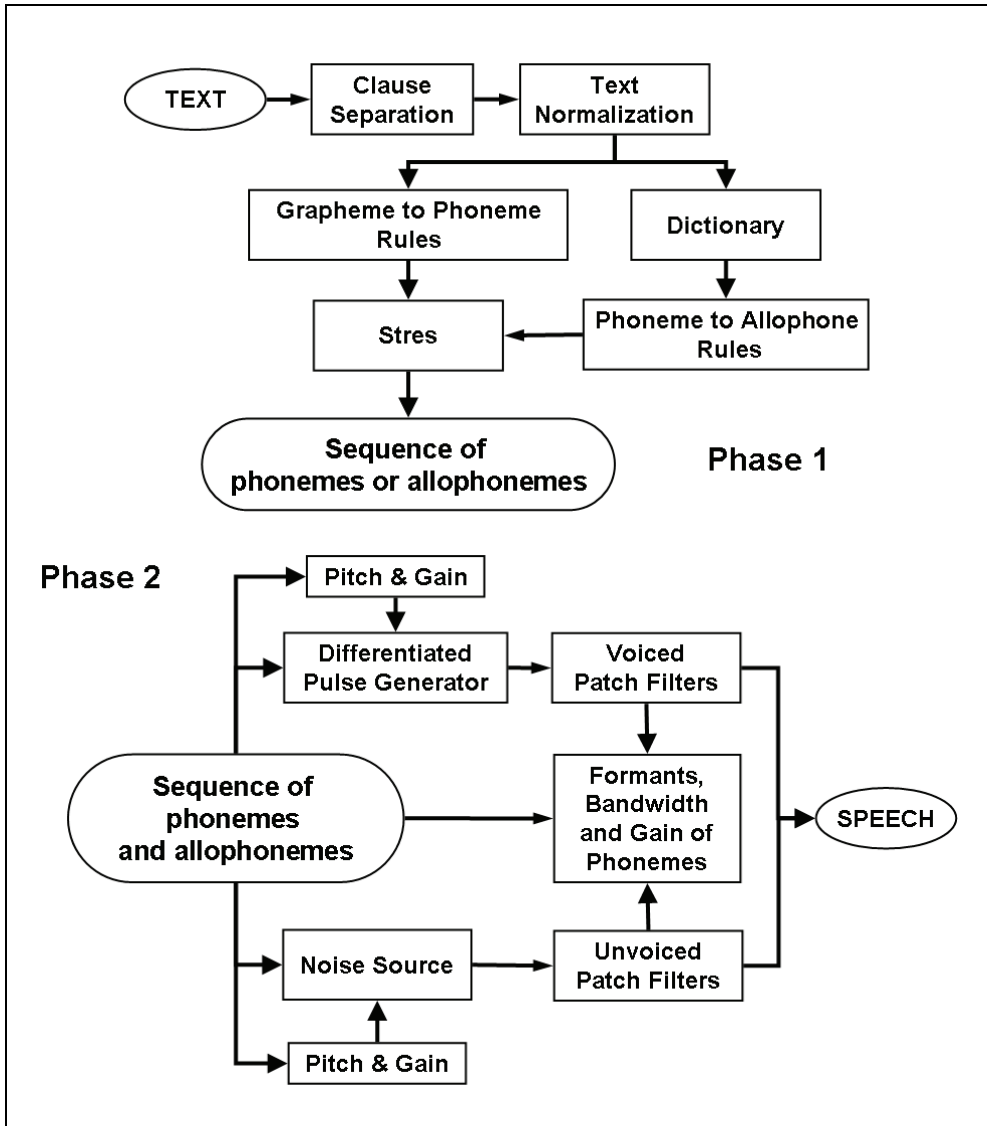 TEXT
Clause
Separation
Text
Normalization
Grapheme to Phoneme
Rules
Dictionary
Stres
Phoneme to Allophone
Rules
Sequence of
phonemes or allophonemes
Phase 1
Phase 2
Pitch & Gain
Differentiated
Pulse Generator
Voiced
Patch Filters
Sequence of
phonemes
and allophonemes
Formants,
Bandwidth
and Gain of
Phonemes
SPEECH
Noise Source
Unvoiced
Patch Filters
Pitch & Gain